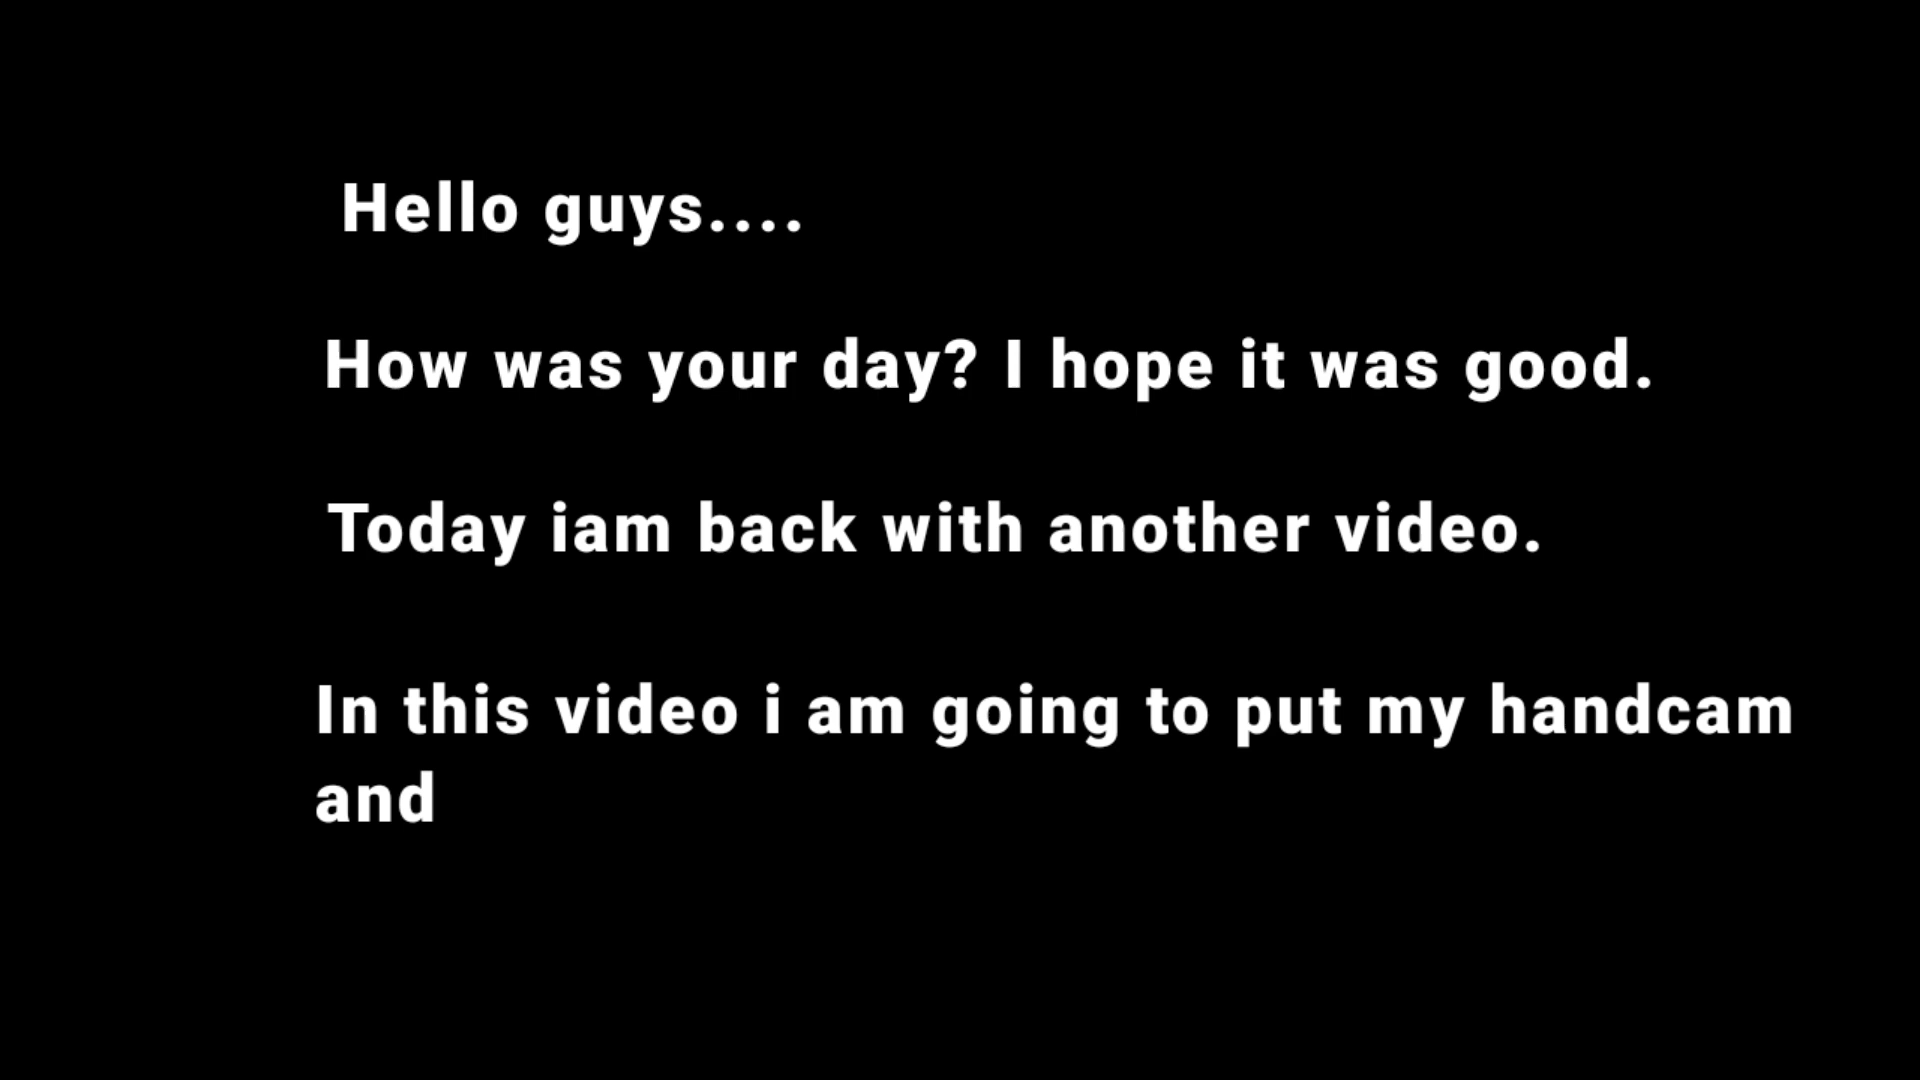 Hello guys....
How was your day? I hope it was good.
Today iam back with another video.
In this video i am going to put my handcam
and